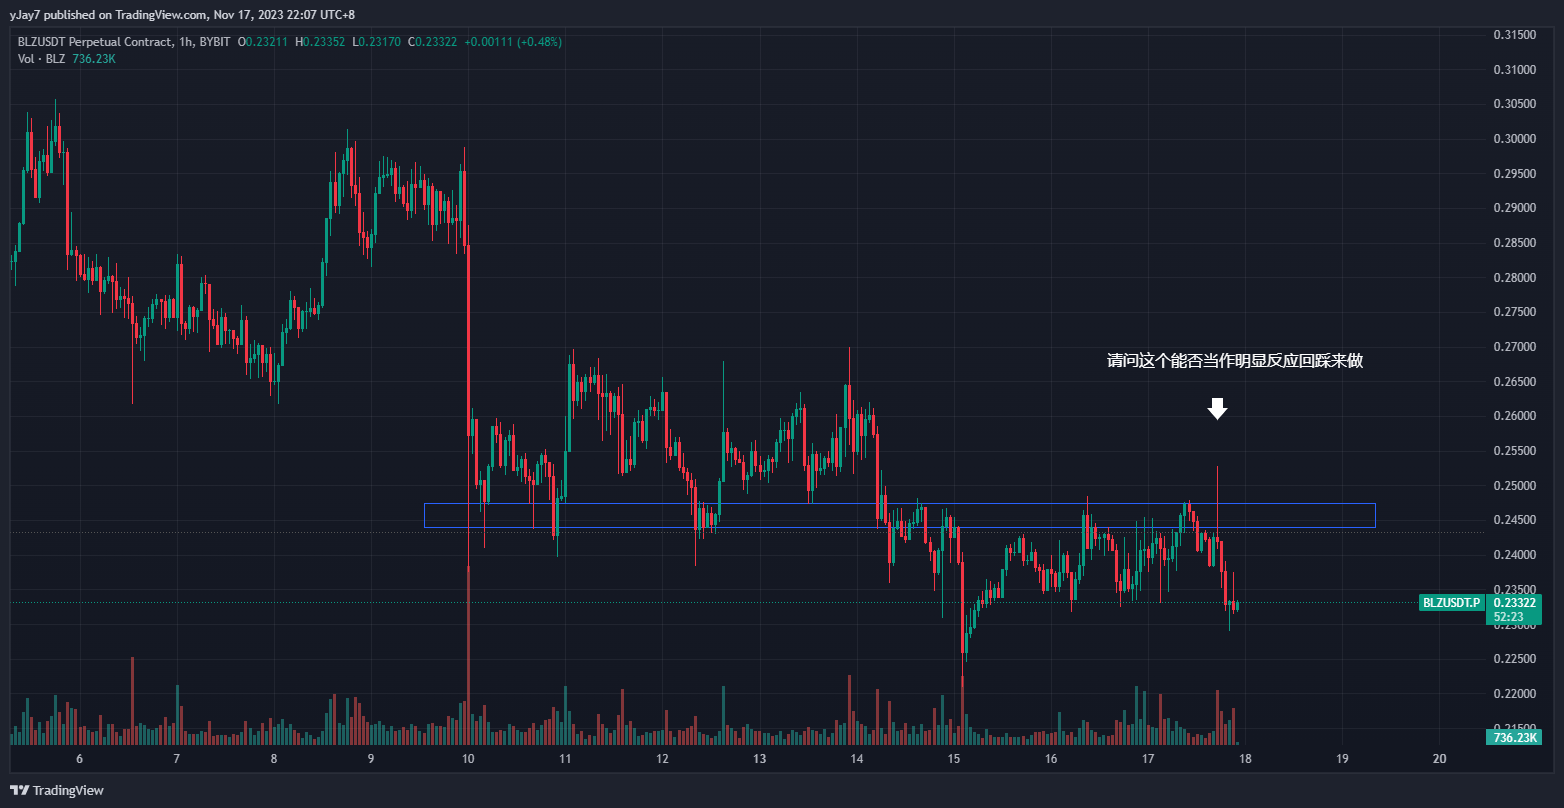 yJay7 published on TradingView.com, Nov 17, 2023 22:07 UTC+8
BLZUSDT Perpetual Contract, 1h, BYBIT O0.23211 H0.23352 L0.23170 C0.23322 +0.00111 (+0.48%)
Vol · BLZ 736.23K
0.31500
0.31000
0.30500
0.30000
0.29500
0.29000
0.28500
0.28000
0.27500
0.27000
请问这个能否当作明显反应回踩来做
0.26500
0.26000
0.25500
0.25000
0.24500
0.24000
0.23500
BLZUSDT.P 0.23322
52:23
0.23000
0.22500
0.22000
0.21500
736.23K
6 7 8 9 10 11 12 13 14 15 16 17 18 19 20
TradingView